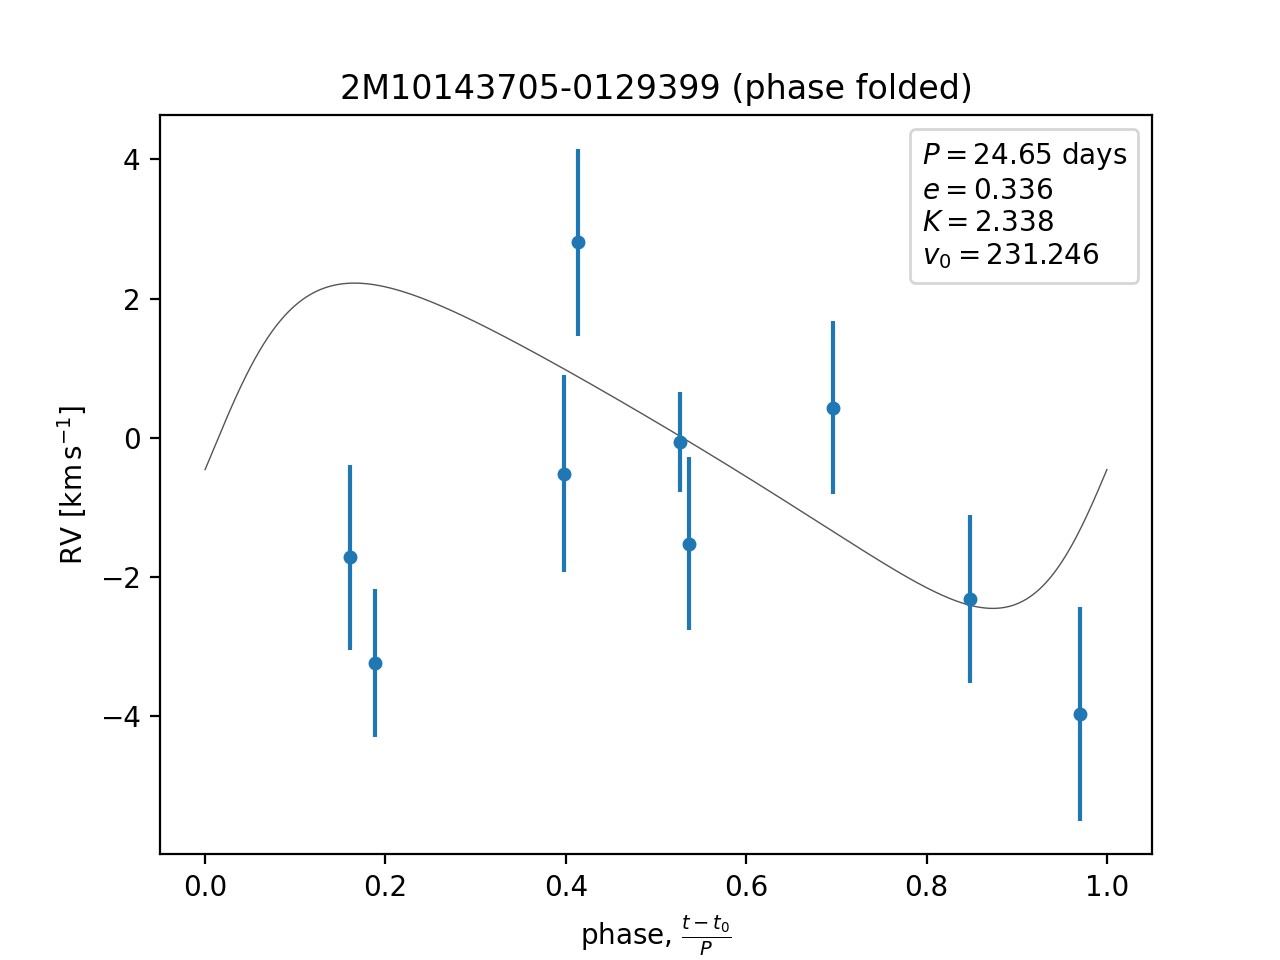 2M10143705-0129399 (phase folded)
P = 24.65 days
e = 0.336
K = 2.338
v₀ = 231.246
4
2
0
−2
−4
RV [km s⁻¹]
0.0 0.2 0.4 0.6 0.8 1.0
phase, (t − t₀)/P